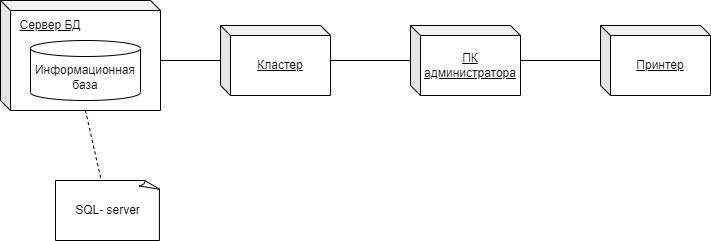 Сервер БД
Информационная
база
Кластер
ПК
администратора
Принтер
SQL- server